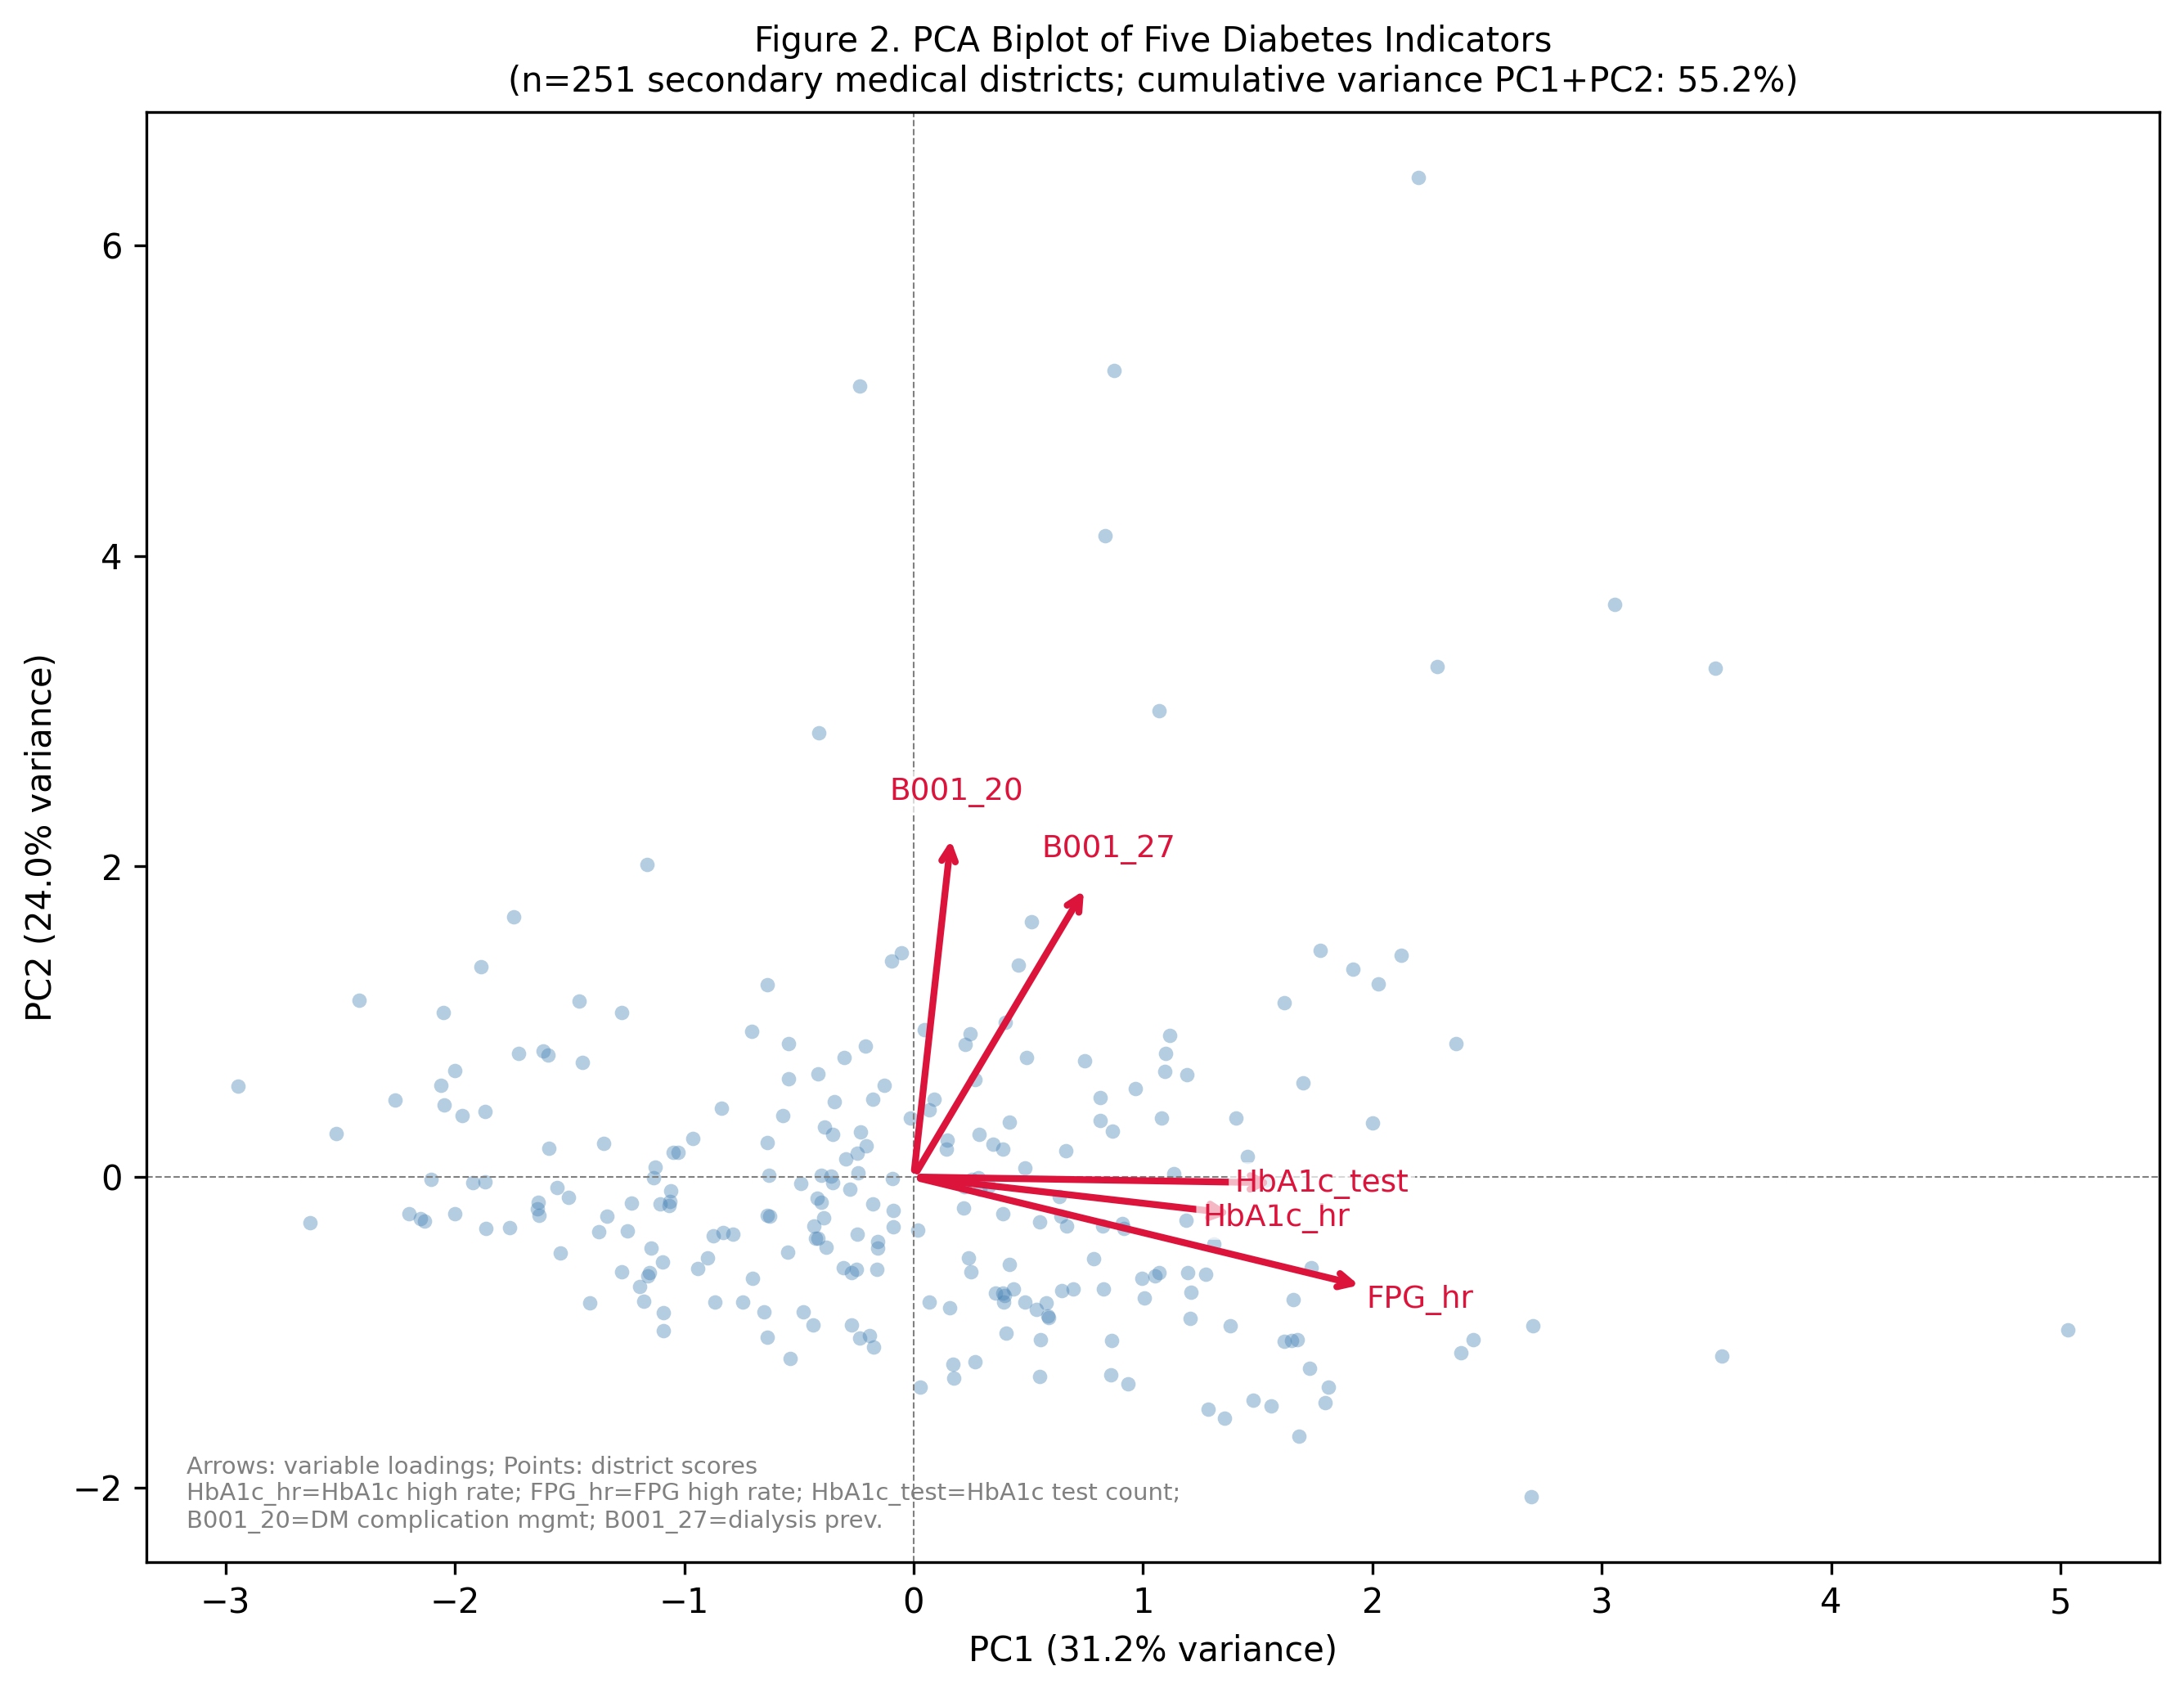 Figure 2. PCA Biplot of Five Diabetes Indicators
(n=251 secondary medical districts; cumulative variance PC1+PC2: 55.2%)
PC2 (24.0% variance)
6
4
2
0
−2
B001_20
B001_27
HbA1c_test
HbA1c_hr
FPG_hr
Arrows: variable loadings; Points: district scores
HbA1c_hr=HbA1c high rate; FPG_hr=FPG high rate; HbA1c_test=HbA1c test count;
B001_20=DM complication mgmt; B001_27=dialysis prev.
−3 −2 −1 0 1 2 3 4 5
PC1 (31.2% variance)